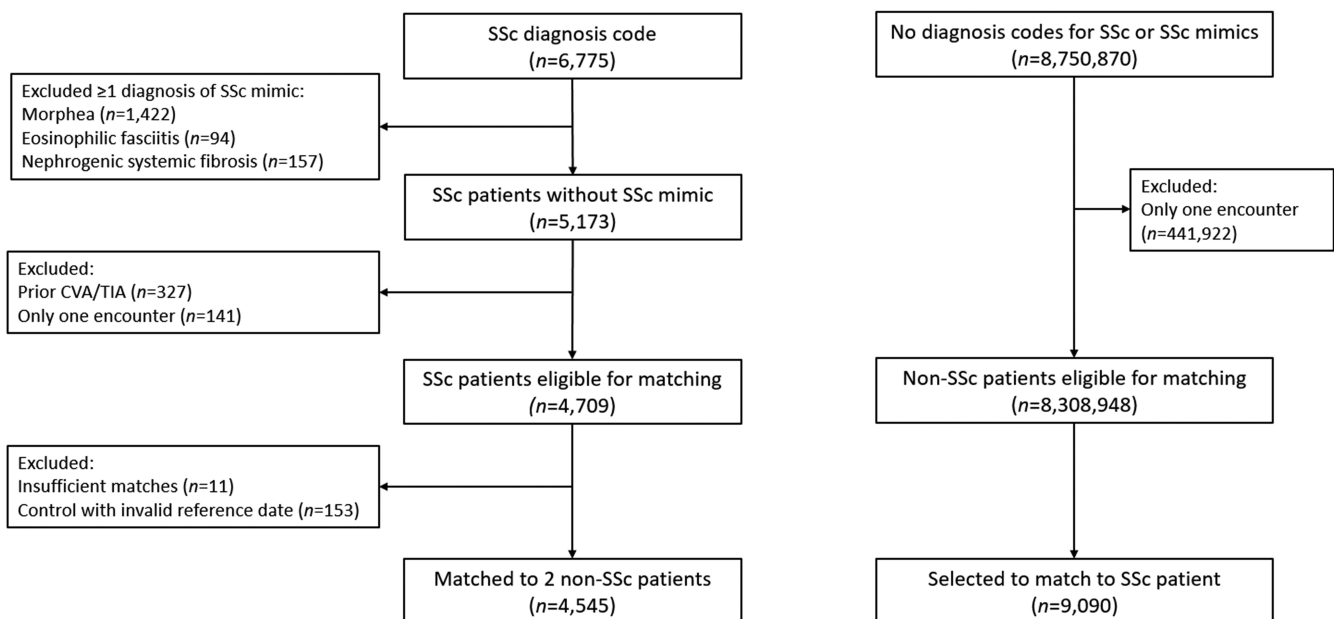 SSc diagnosis code
(n=6,775)
Excluded ≥1 diagnosis of SSc mimic:
Morphea (n=1,422)
Eosinophilic fasciitis (n=94)
Nephrogenic systemic fibrosis (n=157)
SSc patients without SSc mimic
(n=5,173)
Excluded:
Prior CVA/TIA (n=327)
Only one encounter (n=141)
SSc patients eligible for matching
(n=4,709)
Excluded:
Insufficient matches (n=11)
Control with invalid reference date (n=153)
Matched to 2 non-SSc patients
(n=4,545)
No diagnosis codes for SSc or SSc mimics
(n=8,750,870)
Excluded:
Only one encounter
(n=441,922)
Non-SSc patients eligible for matching
(n=8,308,948)
Selected to match to SSc patient
(n=9,090)